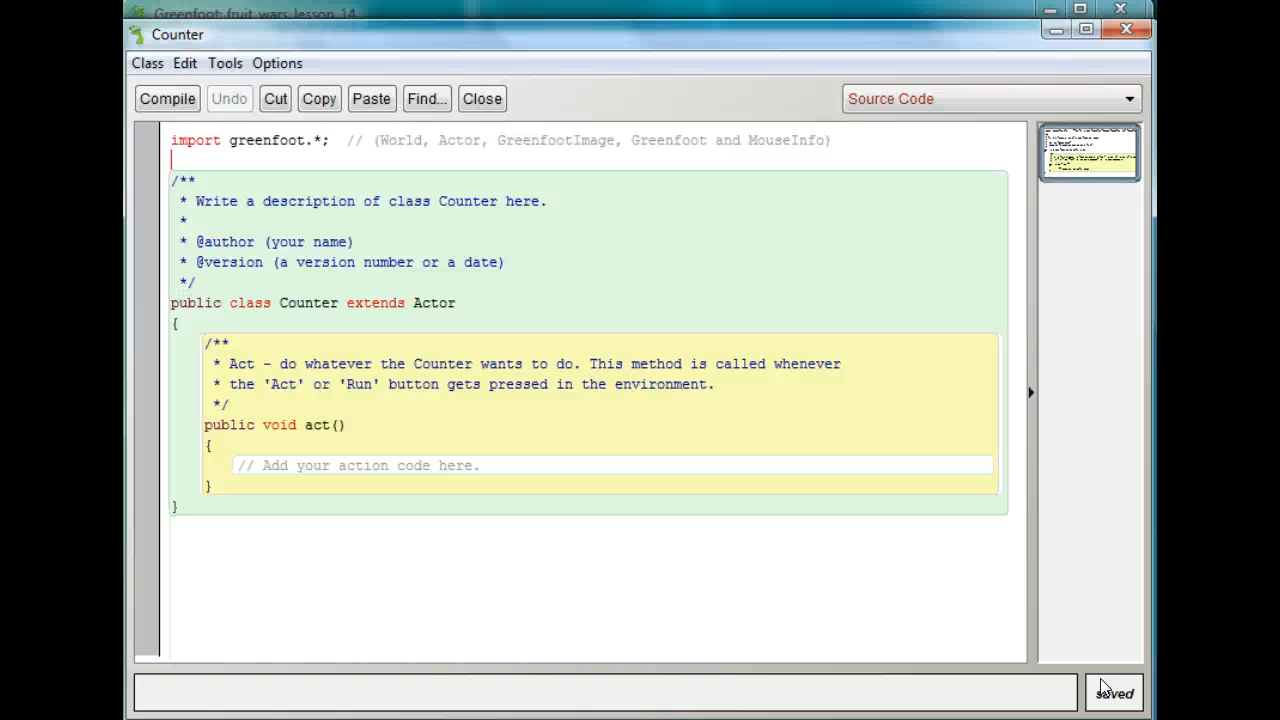 Greenfoot: fruit wars lesson 14
Counter
Class Edit Tools Options
Compile Undo Cut Copy Paste Find... Close Source Code
import greenfoot.*;  // (World, Actor, GreenfootImage, Greenfoot and MouseInfo)
/**
 * Write a description of class Counter here.
 *
 * @author (your name)
 * @version (a version number or a date)
 */
public class Counter extends Actor
{
    /**
     * Act - do whatever the Counter wants to do. This method is called whenever
     * the 'Act' or 'Run' button gets pressed in the environment.
     */
    public void act()
    {
        // Add your action code here.
    }
}
saved